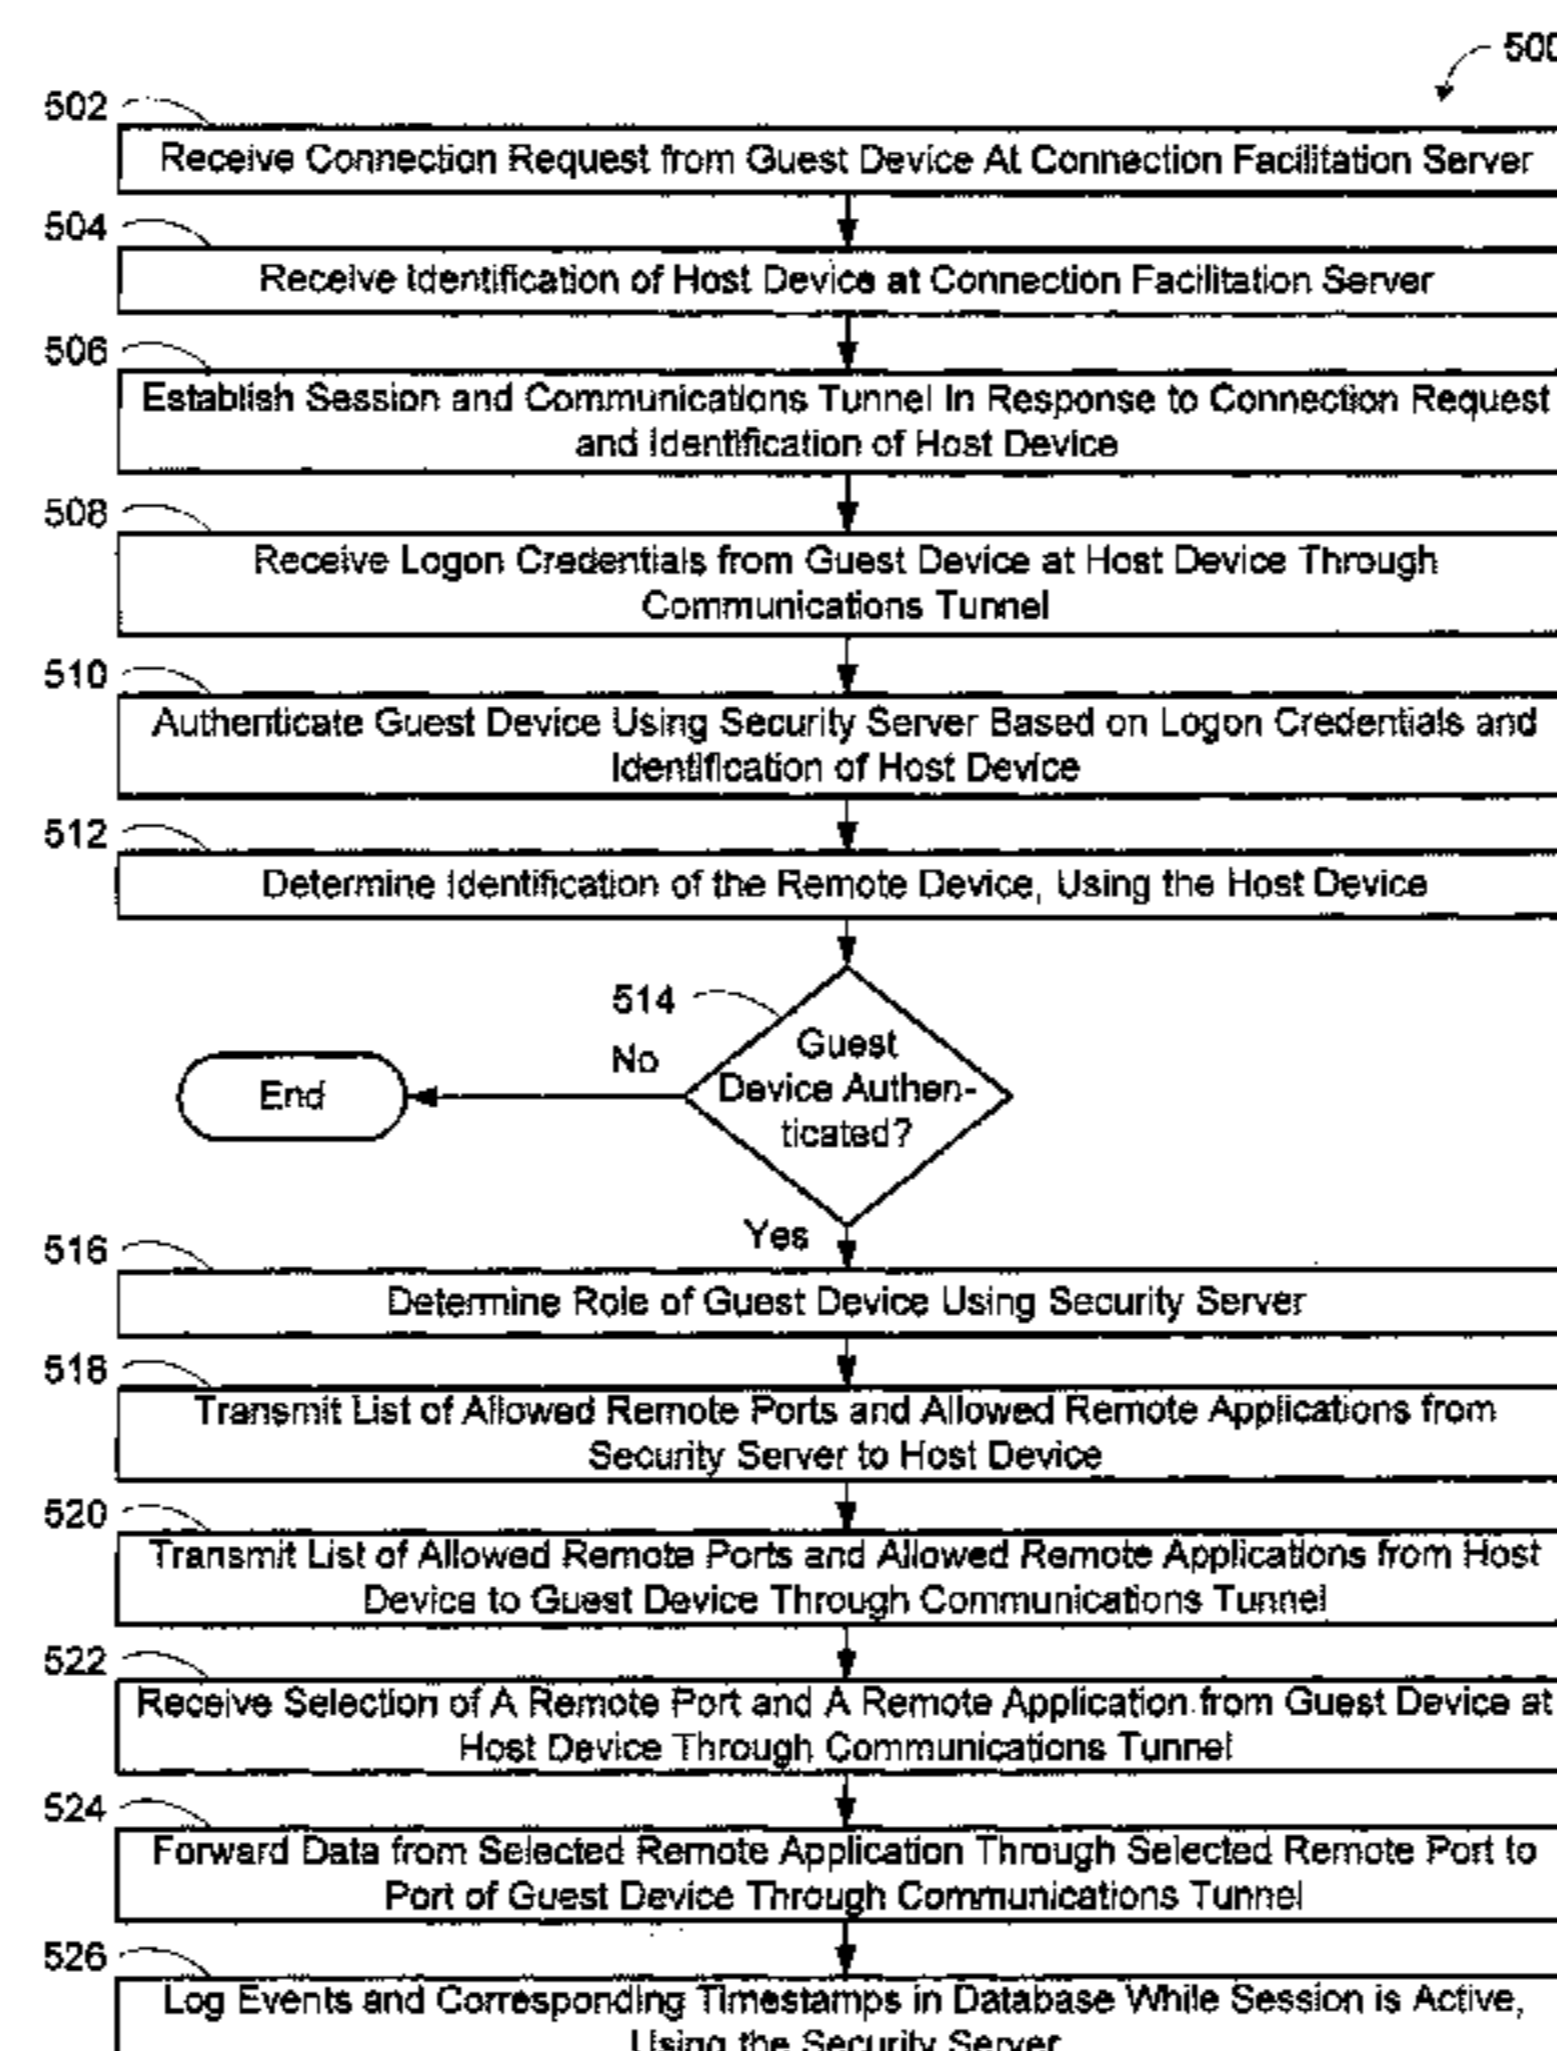 500
502
Receive Connection Request from Guest Device At Connection Facilitation Server
504
Receive Identification of Host Device at Connection Facilitation Server
506
Establish Session and Communications Tunnel In Response to Connection Request
and Identification of Host Device
508
Receive Logon Credentials from Guest Device at Host Device Through
Communications Tunnel
510
Authenticate Guest Device Using Security Server Based on Logon Credentials and
Identification of Host Device
512
Determine Identification of the Remote Device, Using the Host Device
514
Guest
Device Authen-
ticated?
No
End
Yes
516
Determine Role of Guest Device Using Security Server
518
Transmit List of Allowed Remote Ports and Allowed Remote Applications from
Security Server to Host Device
520
Transmit List of Allowed Remote Ports and Allowed Remote Applications from Host
Device to Guest Device Through Communications Tunnel
522
Receive Selection of A Remote Port and A Remote Application from Guest Device at
Host Device Through Communications Tunnel
524
Forward Data from Selected Remote Application Through Selected Remote Port to
Port of Guest Device Through Communications Tunnel
526
Log Events and Corresponding Timestamps in Database While Session is Active,
Using the Security Server